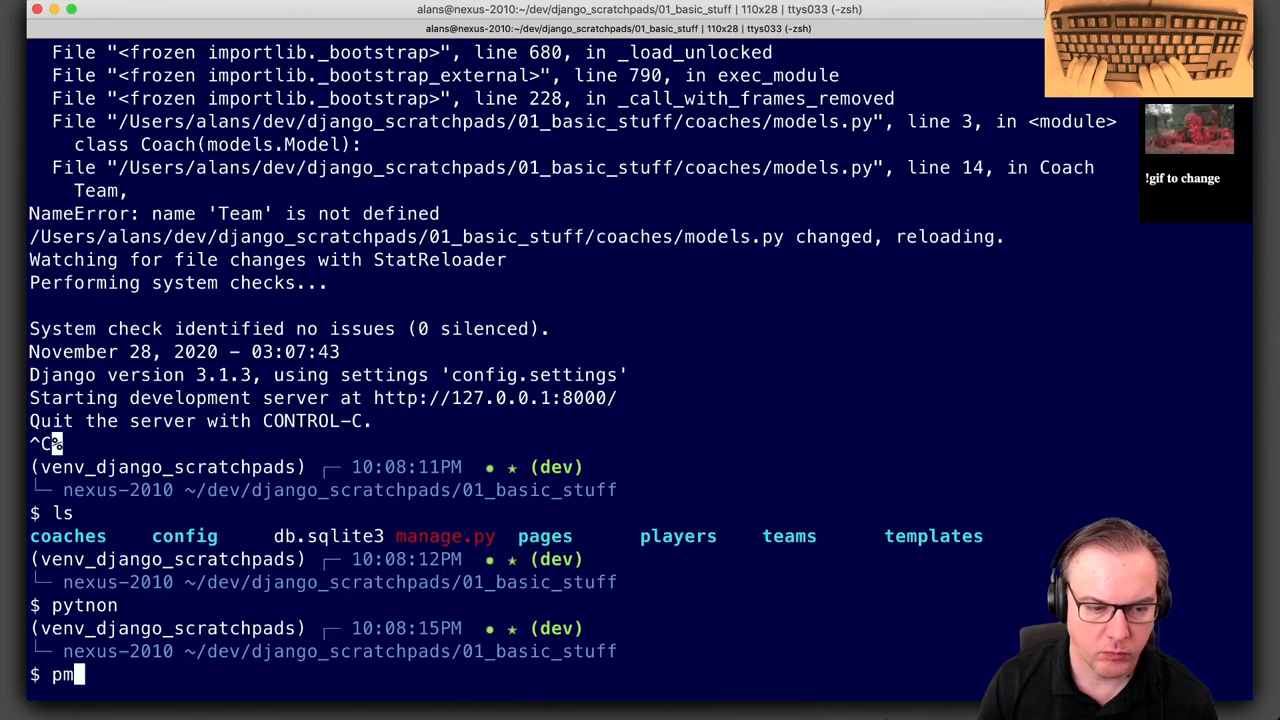 alans@nexus-2010:~/dev/django_scratchpads/01_basic_stuff | 110x28 | ttys033 (-zsh)
alans@nexus-2010:~/dev/django_scratchpads/01_basic_stuff | 110x28 | ttys033 (-zsh)
File "<frozen importlib._bootstrap>", line 680, in _load_unlocked
File "<frozen importlib._bootstrap_external>", line 790, in exec_module
File "<frozen importlib._bootstrap>", line 228, in _call_with_frames_removed
File "/Users/alans/dev/django_scratchpads/01_basic_stuff/coaches/models.py", line 3, in <module>
class Coach(models.Model):
File "/Users/alans/dev/django_scratchpads/01_basic_stuff/coaches/models.py", line 14, in Coach
Team,
NameError: name 'Team' is not defined
/Users/alans/dev/django_scratchpads/01_basic_stuff/coaches/models.py changed, reloading.
Watching for file changes with StatReloader
Performing system checks...
System check identified no issues (0 silenced).
November 28, 2020 - 03:07:43
Django version 3.1.3, using settings 'config.settings'
Starting development server at http://127.0.0.1:8000/
Quit the server with CONTROL-C.
^C%
(venv_django_scratchpads) ┌─ 10:08:11PM ● ★ (dev)
└─ nexus-2010 ~/dev/django_scratchpads/01_basic_stuff
$ ls
coaches config db.sqlite3 manage.py pages players teams templates
(venv_django_scratchpads) ┌─ 10:08:12PM ● ★ (dev)
└─ nexus-2010 ~/dev/django_scratchpads/01_basic_stuff
$ pytnon
(venv_django_scratchpads) ┌─ 10:08:15PM ● ★ (dev)
└─ nexus-2010 ~/dev/django_scratchpads/01_basic_stuff
$ pm
!gif to change